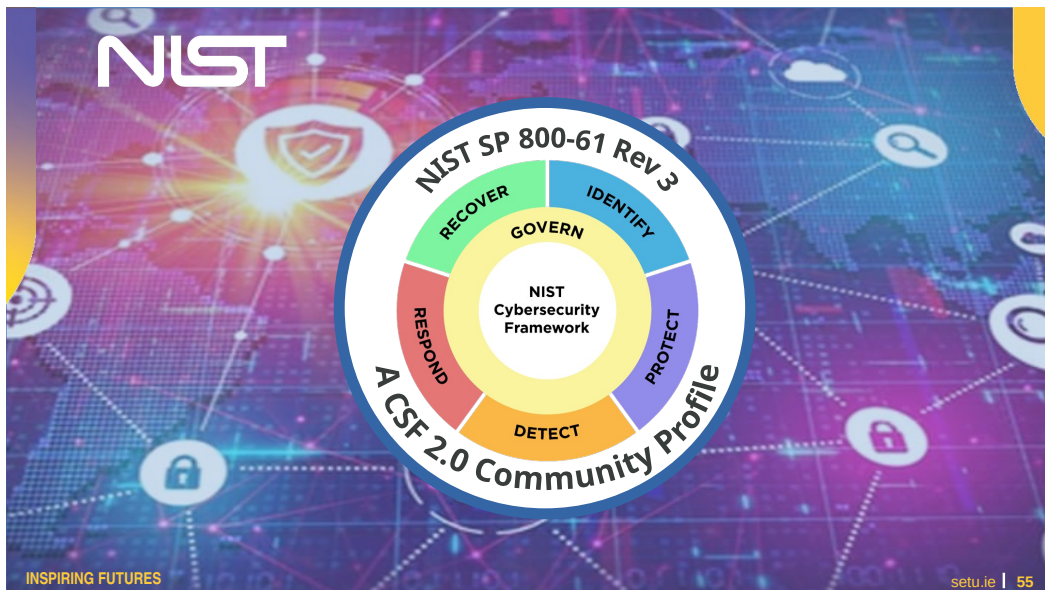 NIST
NIST SP 800-61 Rev 3
RECOVER
IDENTIFY
GOVERN
NIST
Cybersecurity
Framework
RESPOND
PROTECT
DETECT
A CSF 2.0 Community Profile
INSPIRING FUTURES
setu.ie
55